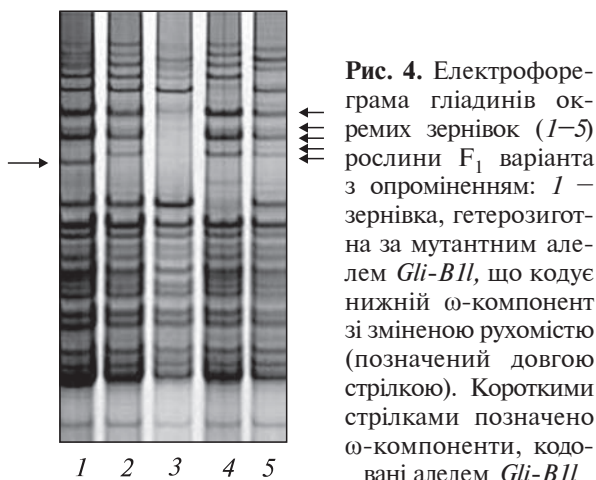 Рис. 4. Електрофоре-
грама гліадинів ок-
ремих зернівок (1—5)
рослини F₁ варіанта
з опроміненням: 1 —
зернівка, гетерозигот-
на за мутантним але-
лем Gli-B1l, що кодує
нижній ω-компонент
зі зміненою рухомістю
(позначений довгою
стрілкою). Короткими
стрілками позначено
ω-компоненти, кодо-
вані алелем Gli-B1l
1 2 3 4 5